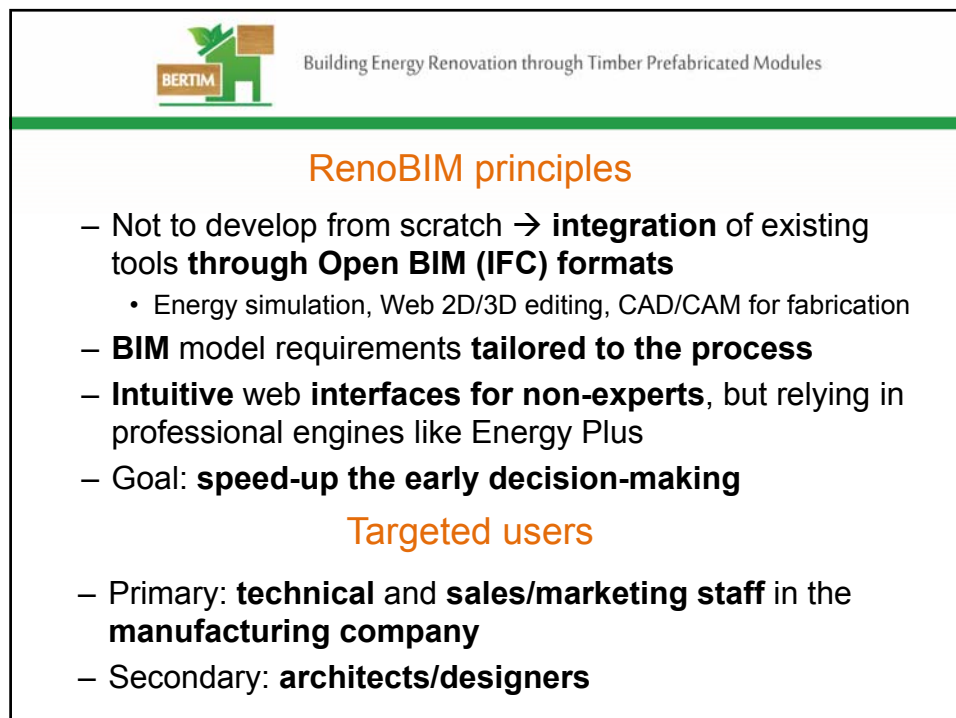 BERTIM
Building Energy Renovation through Timber Prefabricated Modules
RenoBIM principles
– Not to develop from scratch → integration of existing
tools through Open BIM (IFC) formats
• Energy simulation, Web 2D/3D editing, CAD/CAM for fabrication
– BIM model requirements tailored to the process
– Intuitive web interfaces for non-experts, but relying in
professional engines like Energy Plus
– Goal: speed-up the early decision-making
Targeted users
– Primary: technical and sales/marketing staff in the
manufacturing company
– Secondary: architects/designers